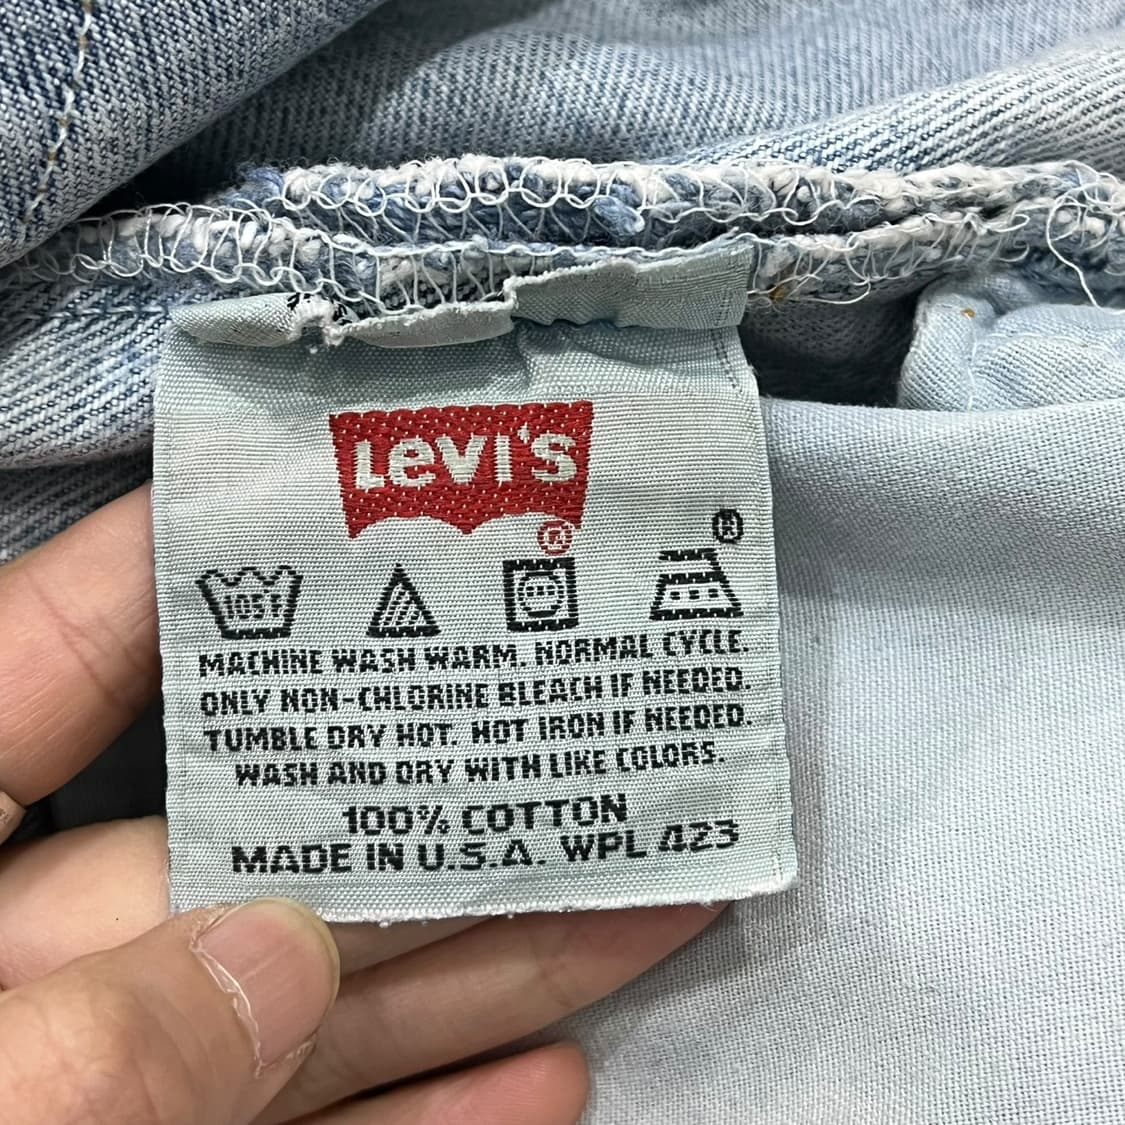 LEVI'S
®
®
105F
MACHINE WASH WARM. NORMAL CYCLE.
ONLY NON-CHLORINE BLEACH IF NEEDED.
TUMBLE DRY HOT. HOT IRON IF NEEDED.
WASH AND DRY WITH LIKE COLORS.
100% COTTON
MADE IN U.S.A. WPL 423